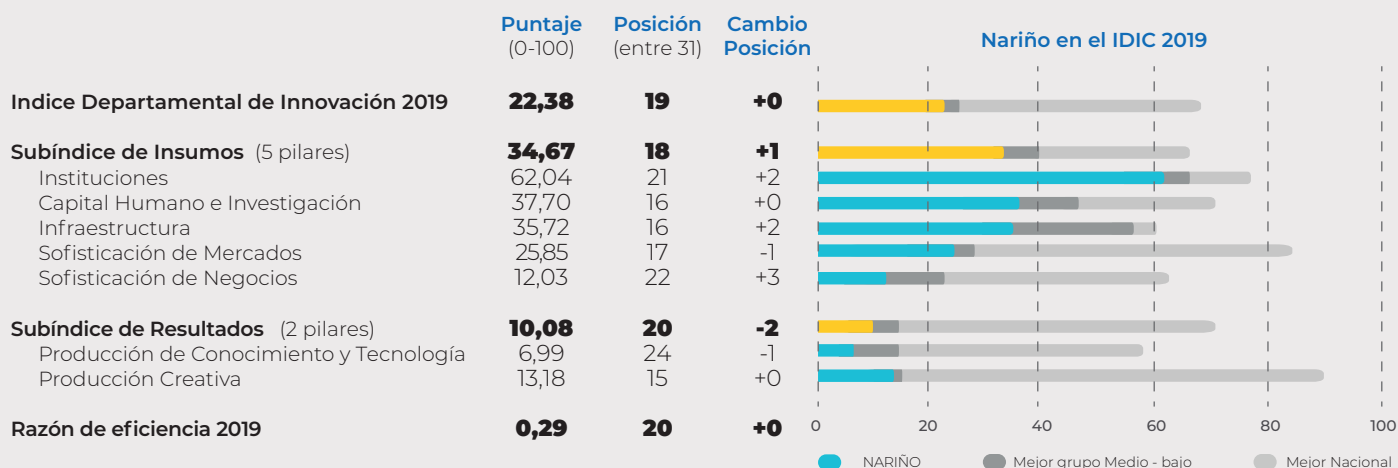 Puntaje Posición Cambio
(0-100) (entre 31) Posición
Nariño en el IDIC 2019
Indice Departamental de Innovación 2019 22,38 19 +0
Subíndice de Insumos (5 pilares) 34,67 18 +1
Instituciones 62,04 21 +2
Capital Humano e Investigación 37,70 16 +0
Infraestructura 35,72 16 +2
Sofisticación de Mercados 25,85 17 -1
Sofisticación de Negocios 12,03 22 +3
Subíndice de Resultados (2 pilares) 10,08 20 -2
Producción de Conocimiento y Tecnología 6,99 24 -1
Producción Creativa 13,18 15 +0
Razón de eficiencia 2019 0,29 20 +0
0 20 40 60 80 100
NARIÑO Mejor grupo Medio - bajo Mejor Nacional